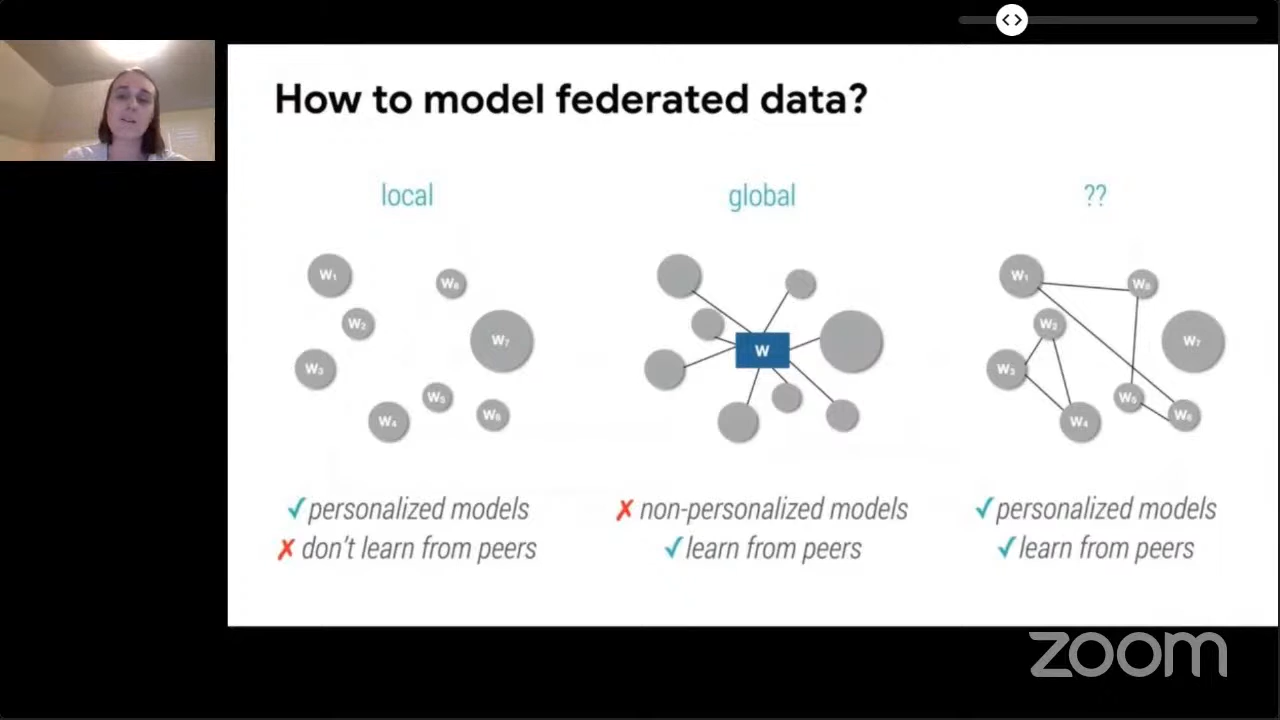 How to model federated data?
local
global
??
W₁
W₈
W₂
W₇
W₃
W₅
W₆
W₄
W
W₁
W₈
W₂
W₇
W₃
W₅
W₆
W₄
✓ personalized models
✗ don't learn from peers
✗ non-personalized models
✓ learn from peers
✓ personalized models
✓ learn from peers
zoom